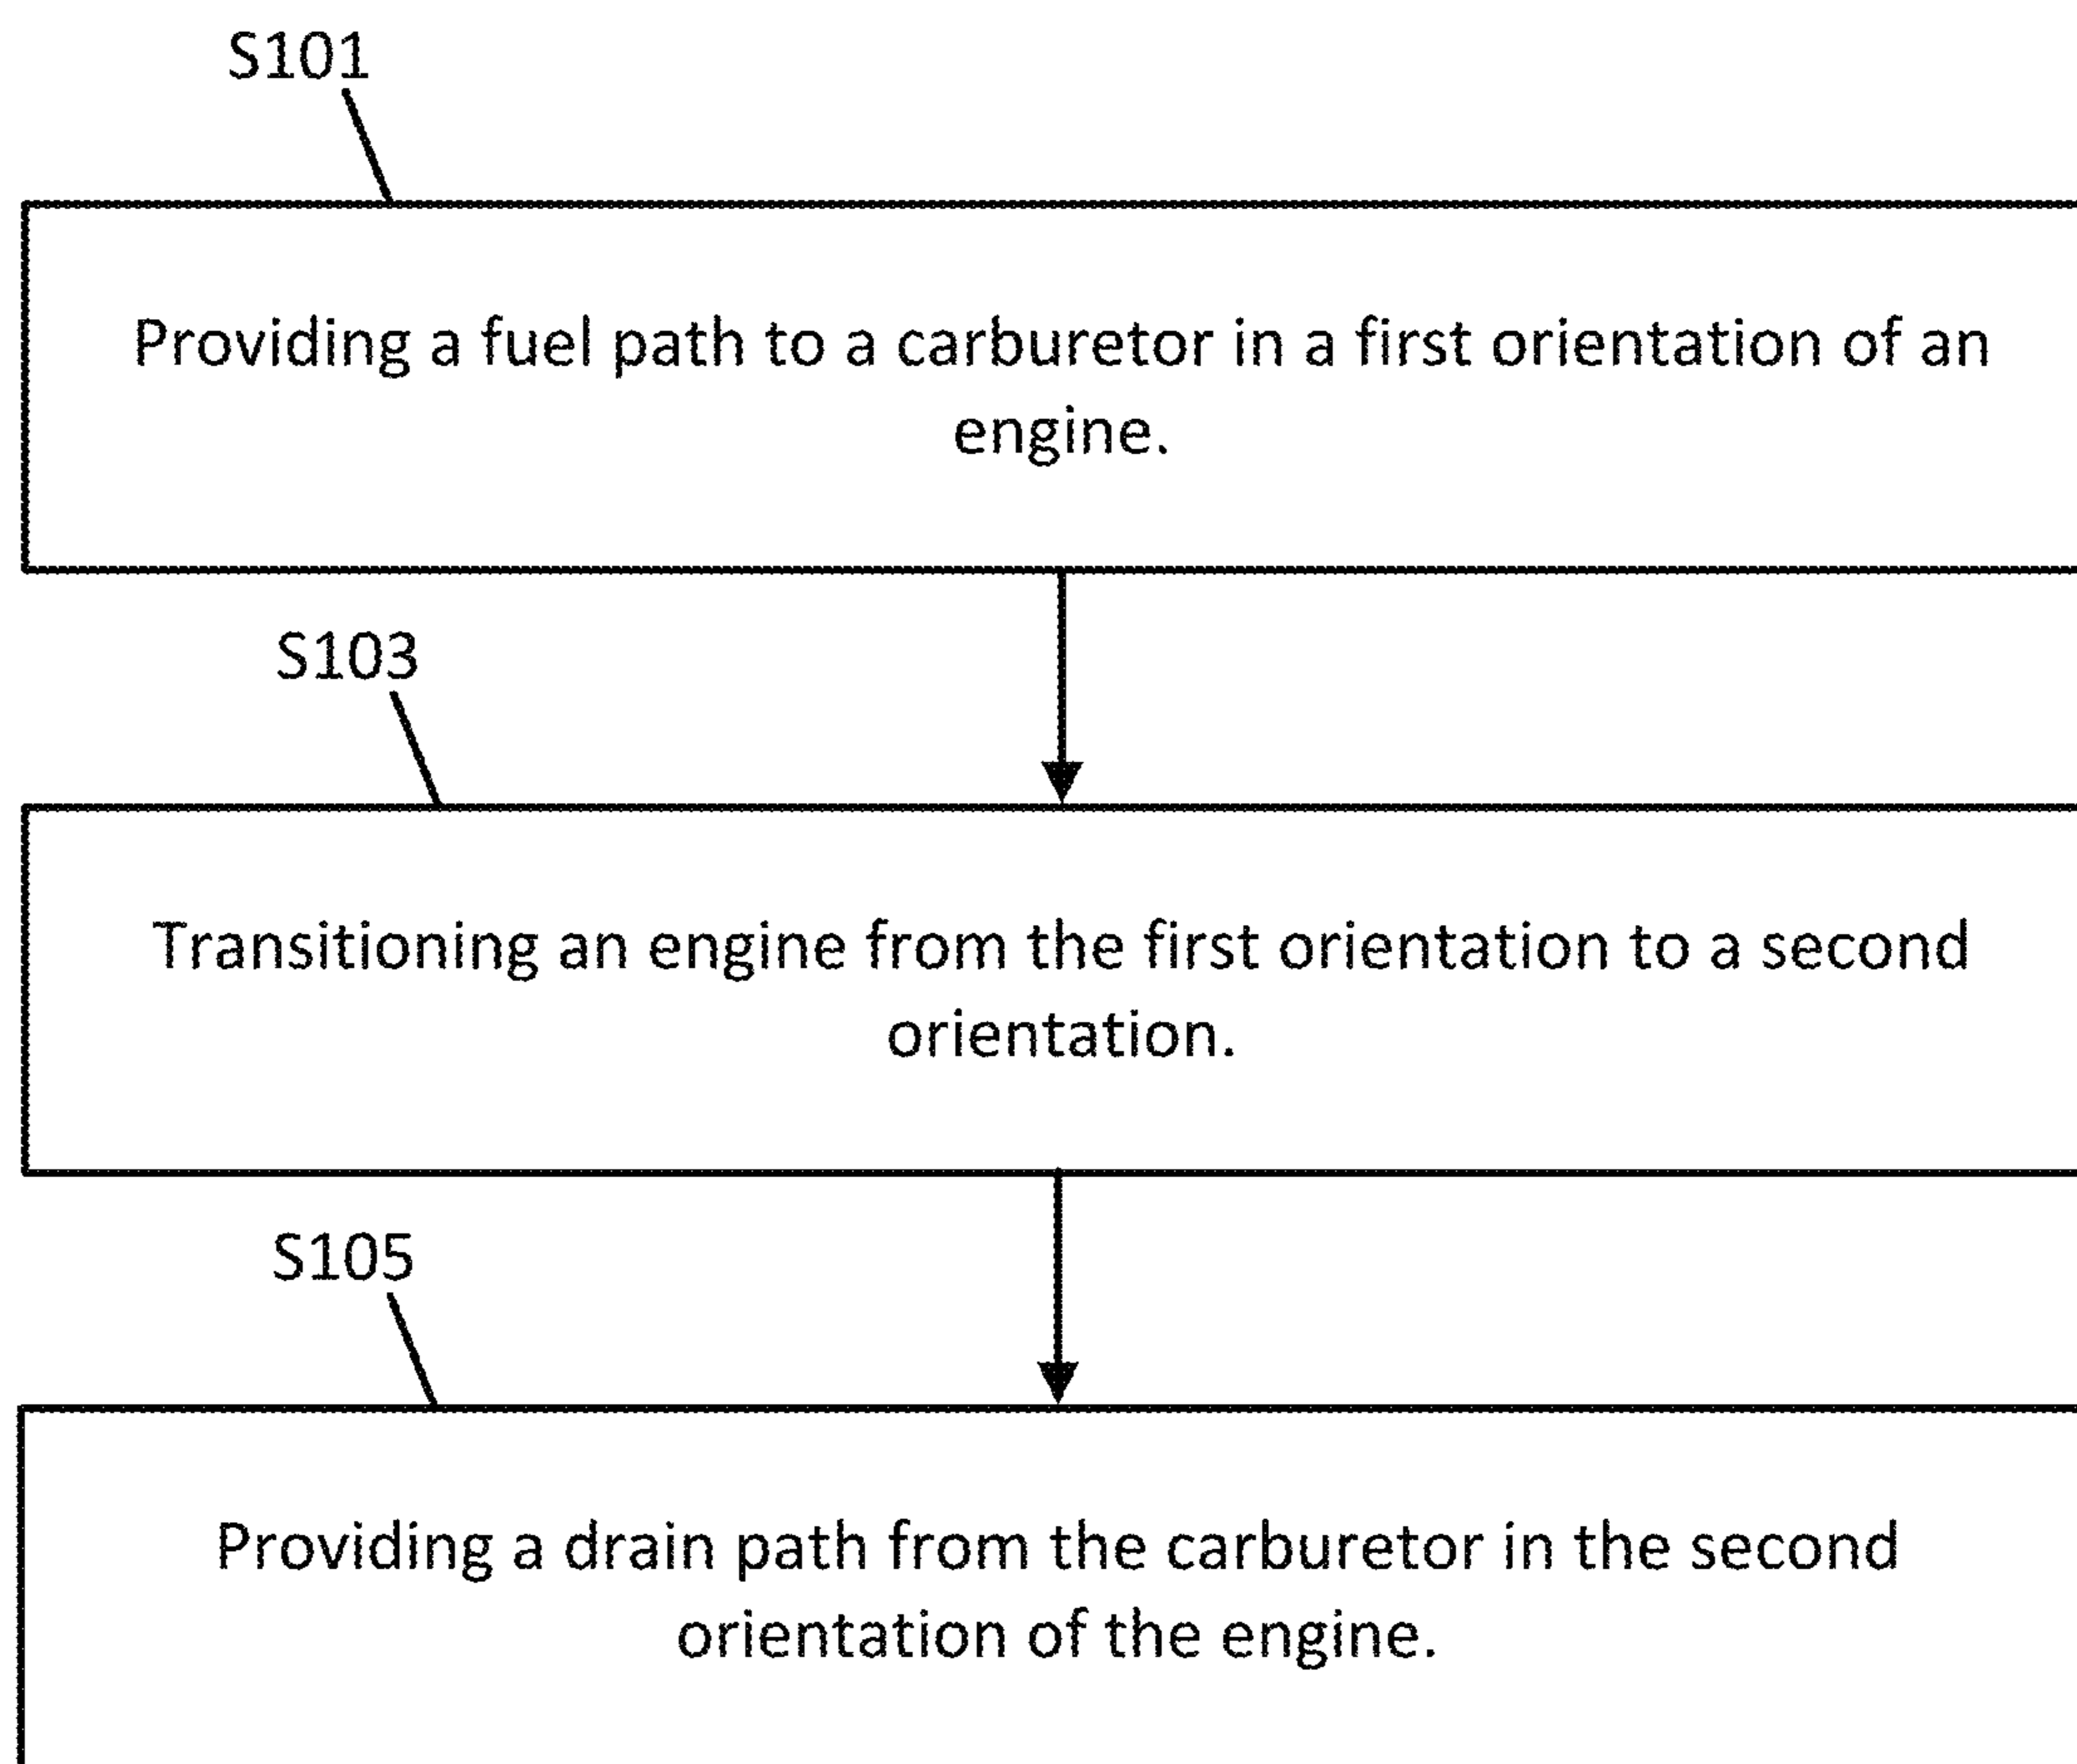 S101
Providing a fuel path to a carburetor in a first orientation of an
engine.
S103
Transitioning an engine from the first orientation to a second
orientation.
S105
Providing a drain path from the carburetor in the second
orientation of the engine.